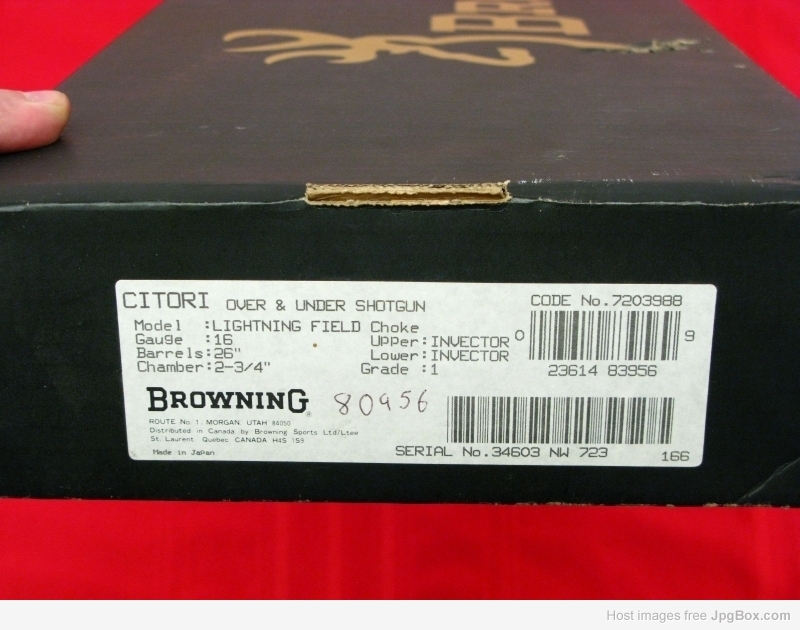 CITORI OVER & UNDER SHOTGUN
CODE No.7203988
Model :LIGHTNING FIELD
Choke
Gauge :16
Upper:INVECTOR
Barrels:26"
Lower:INVECTOR
Chamber:2-3/4"
Grade :1
0 9
23614 83956
BROWNING®
80956
ROUTE No. 1, MORGAN, UTAH 84050
Distributed in Canada by Browning Sports Ltd/Ltee
St. Laurent Quebec CANADA H4S 1S9
Made in Japan
SERIAL No.34603 NW 723
166
Host images free JpgBox.com